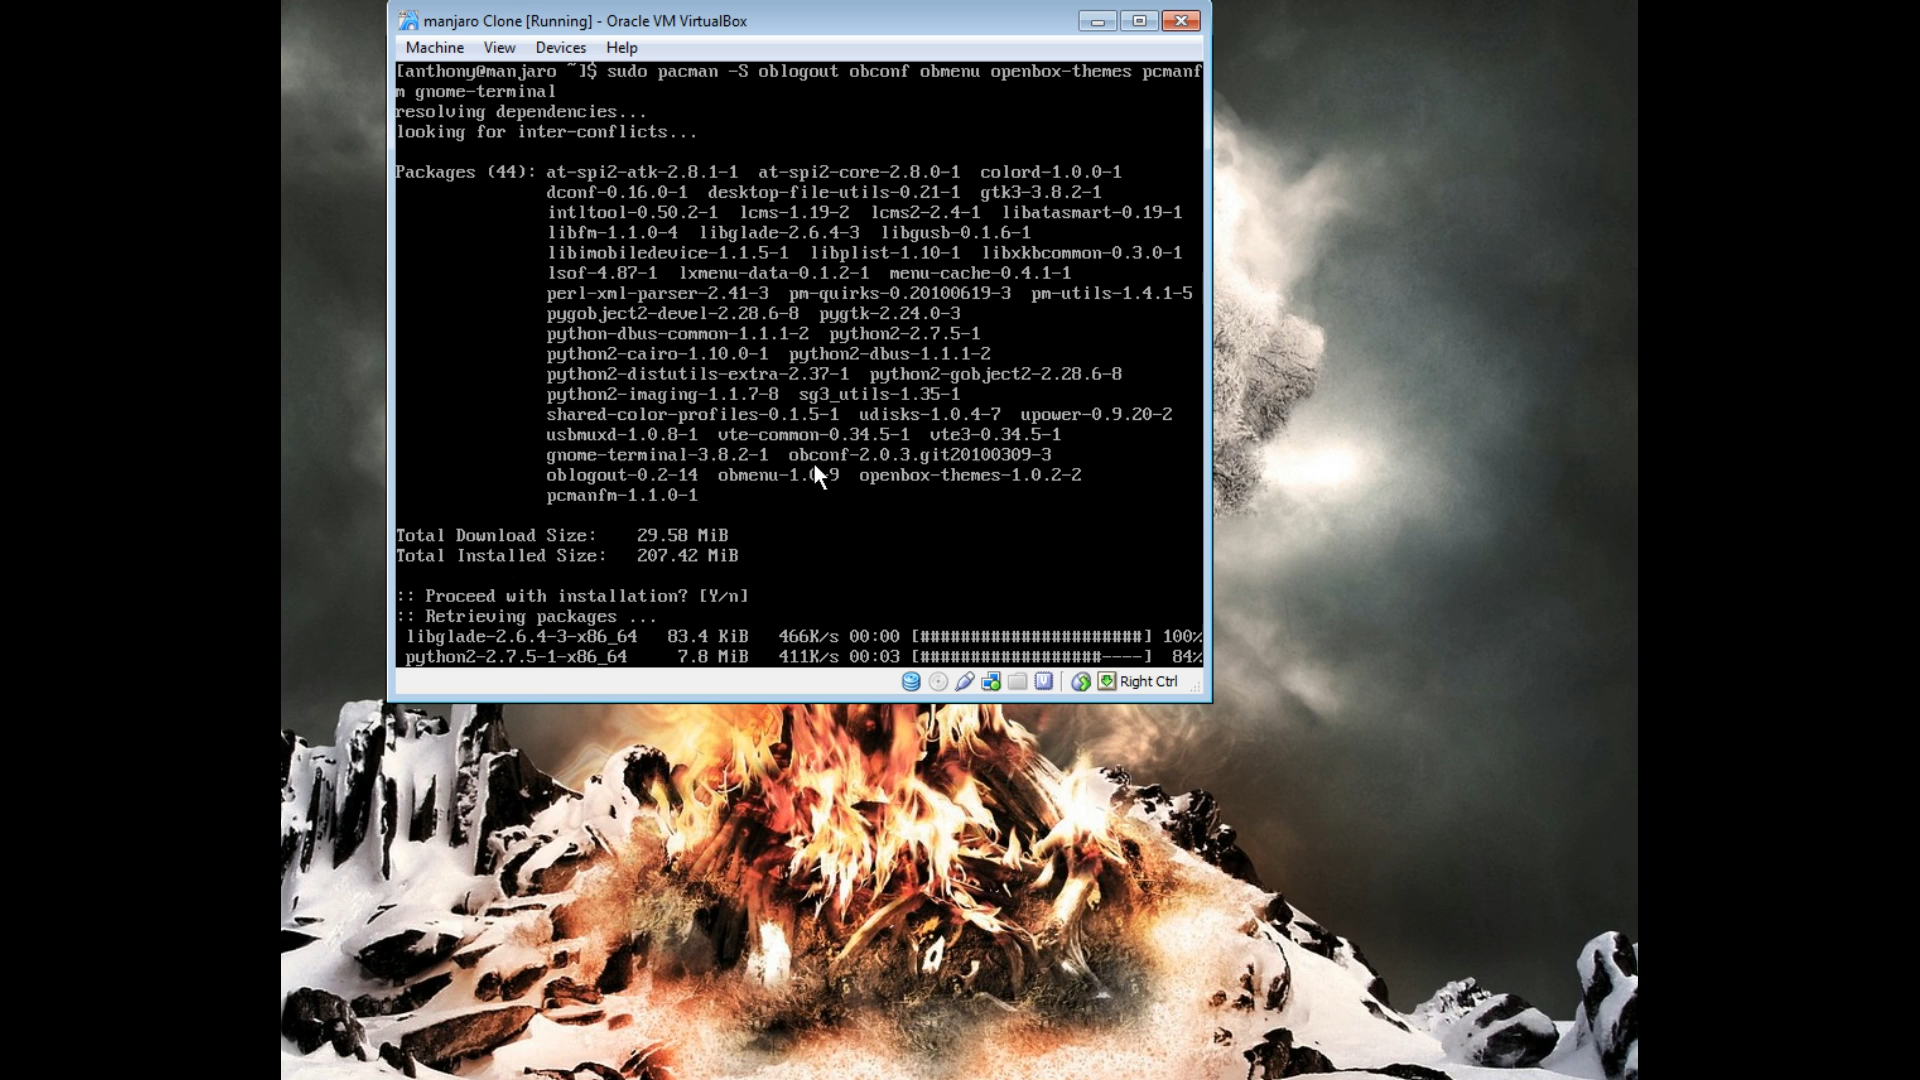 manjaro Clone [Running] - Oracle VM VirtualBox
Machine View Devices Help
[anthony@manjaro ~]$ sudo pacman -S oblogout obconf obmenu openbox-themes pcmanf
m gnome-terminal
resolving dependencies...
looking for inter-conflicts...
Packages (44): at-spi2-atk-2.8.1-1 at-spi2-core-2.8.0-1 colord-1.0.0-1
dconf-0.16.0-1 desktop-file-utils-0.21-1 gtk3-3.8.2-1
intltool-0.50.2-1 lcms-1.19-2 lcms2-2.4-1 libatasmart-0.19-1
libfm-1.1.0-4 libglade-2.6.4-3 libgusb-0.1.6-1
libimobiledevice-1.1.5-1 libplist-1.10-1 libxkbcommon-0.3.0-1
lsof-4.87-1 lxmenu-data-0.1.2-1 menu-cache-0.4.1-1
perl-xml-parser-2.41-3 pm-quirks-0.20100619-3 pm-utils-1.4.1-5
pygobject2-devel-2.28.6-8 pygtk-2.24.0-3
python-dbus-common-1.1.1-2 python2-2.7.5-1
python2-cairo-1.10.0-1 python2-dbus-1.1.1-2
python2-distutils-extra-2.37-1 python2-gobject2-2.28.6-8
python2-imaging-1.1.7-8 sg3_utils-1.35-1
shared-color-profiles-0.1.5-1 udisks-1.0.4-7 upower-0.9.20-2
usbmuxd-1.0.8-1 vte-common-0.34.5-1 vte3-0.34.5-1
gnome-terminal-3.8.2-1 obconf-2.0.3.git20100309-3
oblogout-0.2-14 openbox-themes-1.0.2-2
pcmanfm-1.1.0-1
Total Download Size: 29.58 MiB
Total Installed Size: 207.42 MiB
:: Proceed with installation? [Y/n]
:: Retrieving packages ...
libglade-2.6.4-3-x86_64 83.4 KiB 466K/s 00:00 [######################] 100%
python2-2.7.5-1-x86_64 7.8 MiB 411K/s 00:03 [##################----] 84%
Right Ctrl